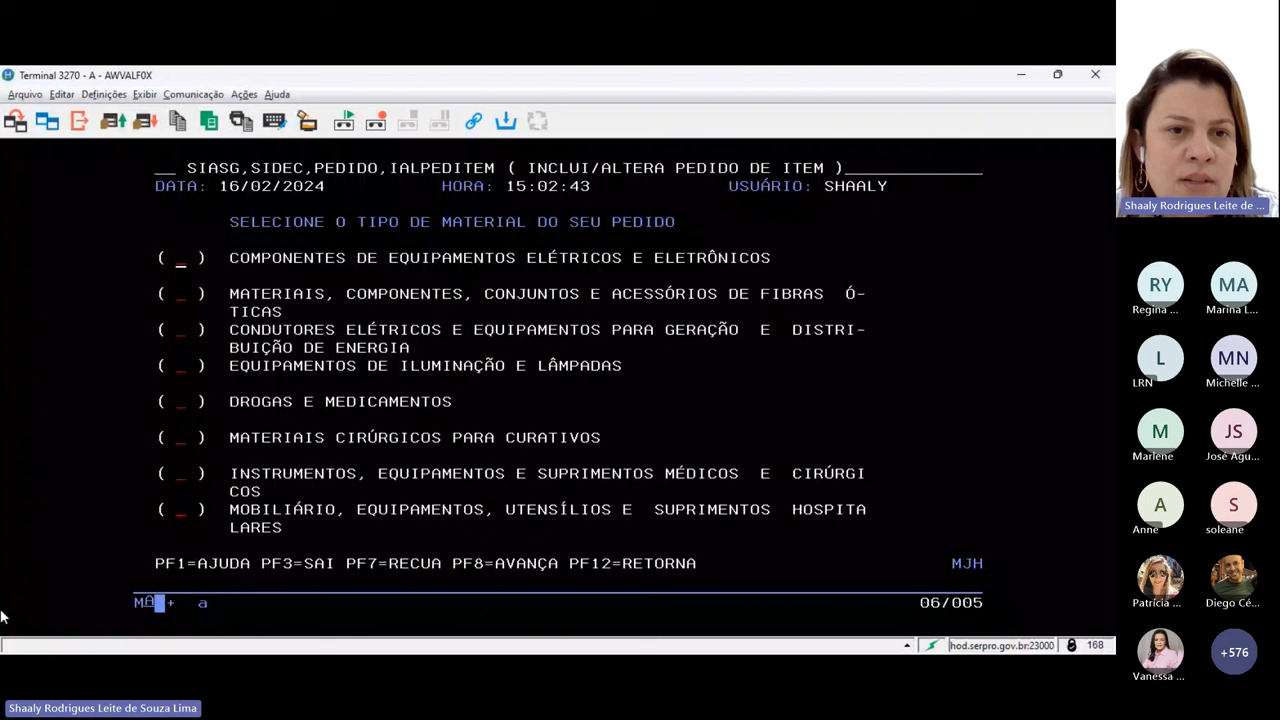 Terminal 3270 - A - AWVALF0X
Arquivo Editar Definições Exibir Comunicação Ações Ajuda
__ SIASG,SIDEC,PEDIDO,IALPEDITEM ( INCLUI/ALTERA PEDIDO DE ITEM )_____________
DATA: 16/02/2024 HORA: 15:02:43 USUÁRIO: SHAALY
SELECIONE O TIPO DE MATERIAL DO SEU PEDIDO
( _ ) COMPONENTES DE EQUIPAMENTOS ELÉTRICOS E ELETRÔNICOS
( _ ) MATERIAIS, COMPONENTES, CONJUNTOS E ACESSÓRIOS DE FIBRAS Ó-
TICAS
( _ ) CONDUTORES ELÉTRICOS E EQUIPAMENTOS PARA GERAÇÃO E DISTRI-
BUIÇÃO DE ENERGIA
( _ ) EQUIPAMENTOS DE ILUMINAÇÃO E LÂMPADAS
( _ ) DROGAS E MEDICAMENTOS
( _ ) MATERIAIS CIRÚRGICOS PARA CURATIVOS
( _ ) INSTRUMENTOS, EQUIPAMENTOS E SUPRIMENTOS MÉDICOS E CIRÚRGI
COS
( _ ) MOBILIÁRIO, EQUIPAMENTOS, UTENSÍLIOS E SUPRIMENTOS HOSPITA
LARES
PF1=AJUDA PF3=SAI PF7=RECUA PF8=AVANÇA PF12=RETORNA MJH
MA + a 06/005
hod.serpro.gov.br:23000 168
Shaaly Rodrigues Leite de Souza Lima
Shaaly Rodrigues Leite de ...
RY MA
Regina ... Marina L...
L MN
LRN Michelle ...
M JS
Marlene José Agu...
A S
Anne soleane
Patrícia ... Diego Cé...
+576
Vanessa ...